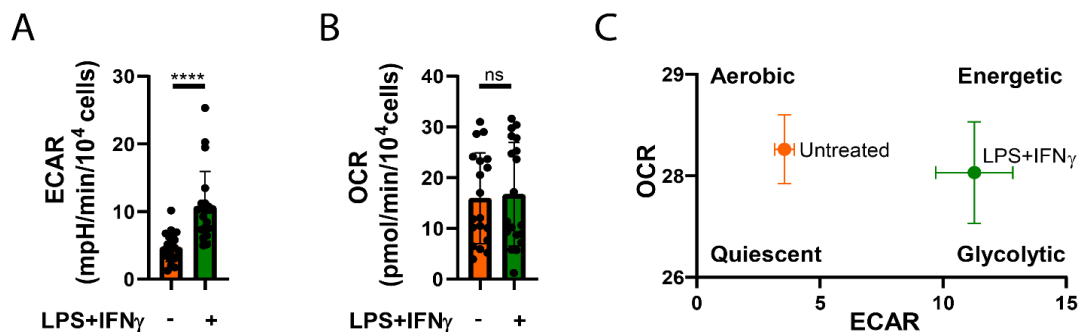 A
ECAR
(mpH/min/10⁴ cells)
30
20
10
0
****
LPS+IFNγ - +
B
OCR
(pmol/min/10⁴cells)
40
30
20
10
0
ns
LPS+IFNγ - +
C
OCR
29
28
26
Aerobic Energetic
Untreated
LPS+IFNγ
Quiescent Glycolytic
0 5 10 15
ECAR